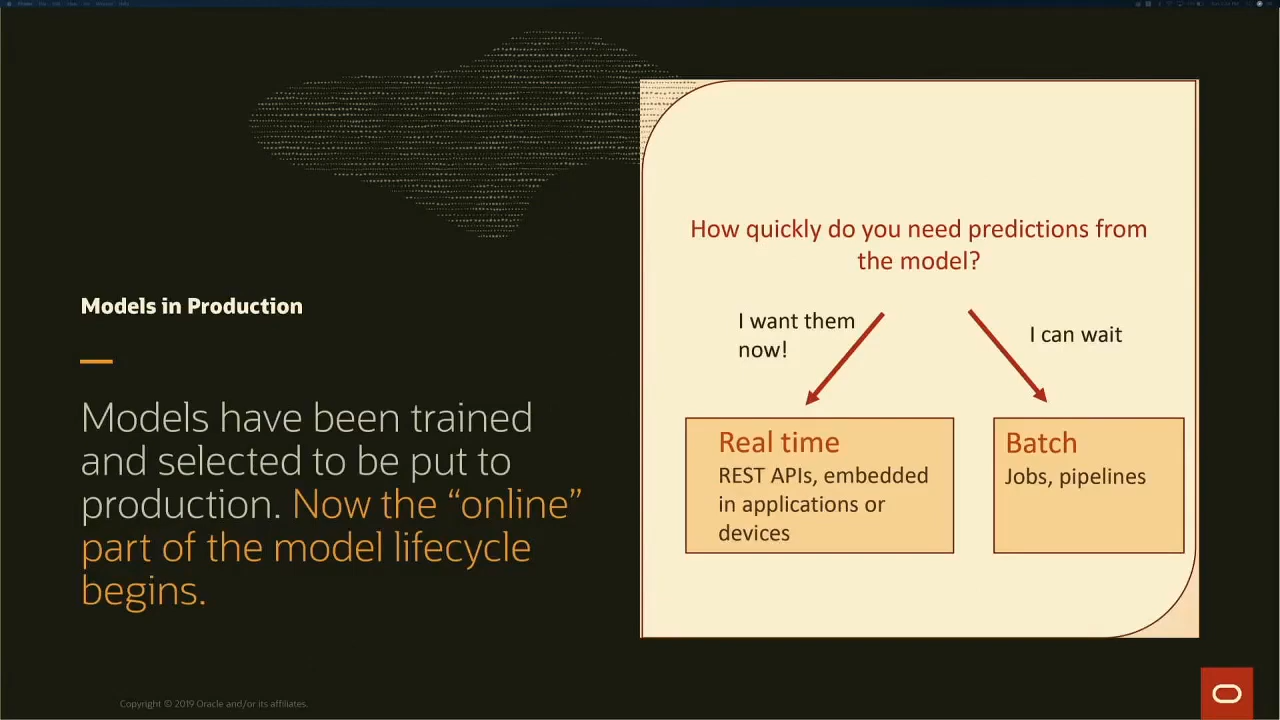 Models in Production
Models have been trained
and selected to be put to
production. Now the “online”
part of the model lifecycle
begins.
How quickly do you need predictions from
the model?
I want them
now!
I can wait
Real time
REST APIs, embedded
in applications or
devices
Batch
Jobs, pipelines
Copyright © 2019 Oracle and/or its affiliates.